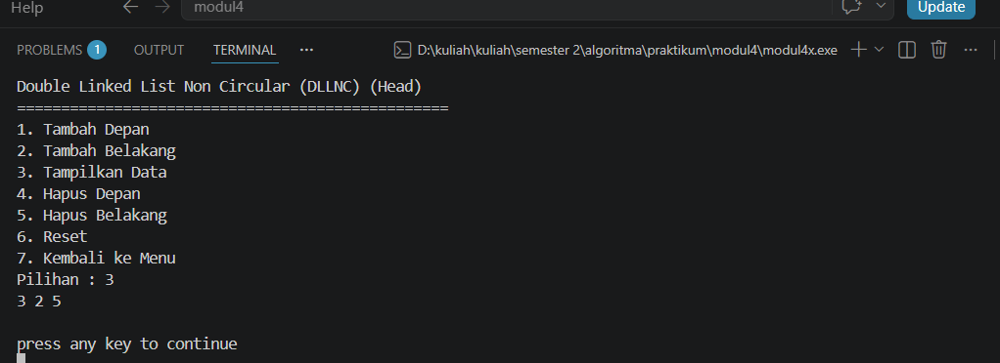 Help
modul4
Update
PROBLEMS 1 OUTPUT TERMINAL ··· D:\kuliah\kuliah\semester 2\algoritma\praktikum\modul4\modul4x.exe ···
Double Linked List Non Circular (DLLNC) (Head)
=================================================
1. Tambah Depan
2. Tambah Belakang
3. Tampilkan Data
4. Hapus Depan
5. Hapus Belakang
6. Reset
7. Kembali ke Menu
Pilihan : 3
3 2 5
press any key to continue